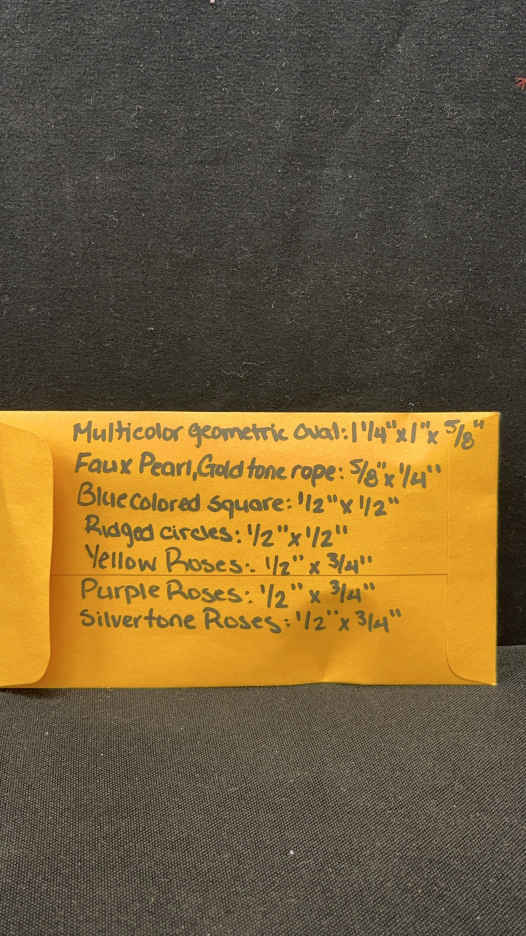 Multicolor geometric Oval: 1 1/4" x 1" x 5/8"
Faux Pearl, Goldtone rope: 5/8" x 1/4"
Blue colored square: 1/2" x 1/2"
Ridged circles: 1/2" x 1/2"
Yellow Roses: 1/2" x 3/4"
Purple Roses: 1/2" x 3/4"
Silvertone Roses: 1/2" x 3/4"